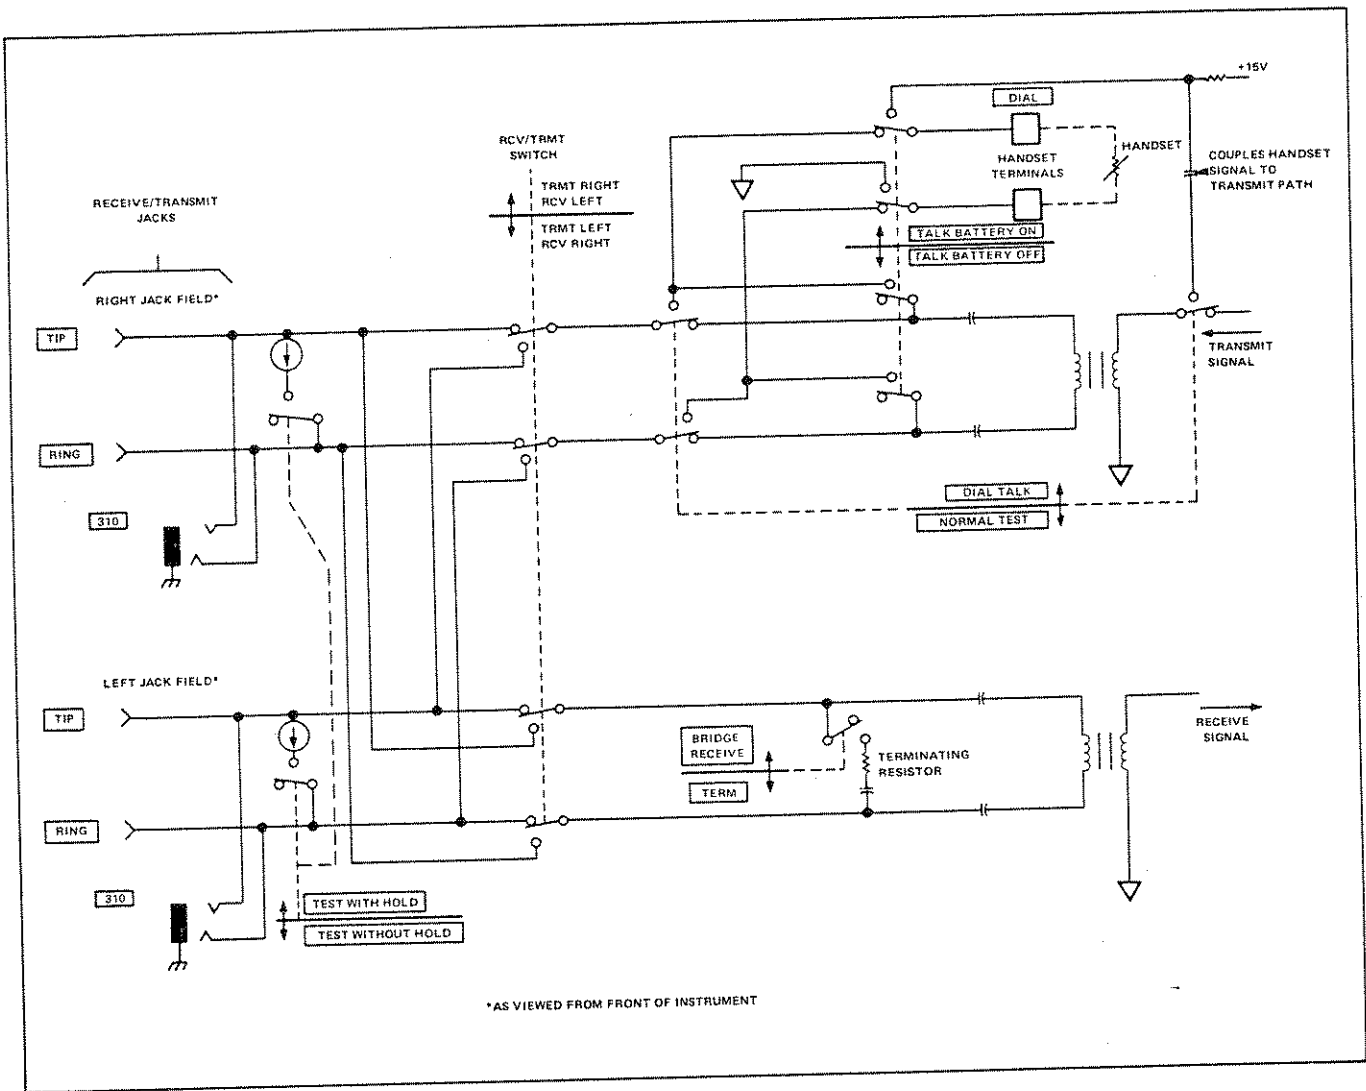 +15V
DIAL
RCV/TRMT
SWITCH
HANDSET
HANDSET
TERMINALS
COUPLES HANDSET
SIGNAL TO
TRANSMIT PATH
TRMT RIGHT
RCV LEFT
TRMT LEFT
RCV RIGHT
RECEIVE/TRANSMIT
JACKS
TALK BATTERY ON
TALK BATTERY OFF
RIGHT JACK FIELD*
TIP
TRANSMIT
SIGNAL
RING
DIAL TALK
NORMAL TEST
310
LEFT JACK FIELD*
TIP
BRIDGE
RECEIVE
TERM
TERMINATING
RESISTOR
RECEIVE
SIGNAL
RING
310
TEST WITH HOLD
TEST WITHOUT HOLD
*AS VIEWED FROM FRONT OF INSTRUMENT